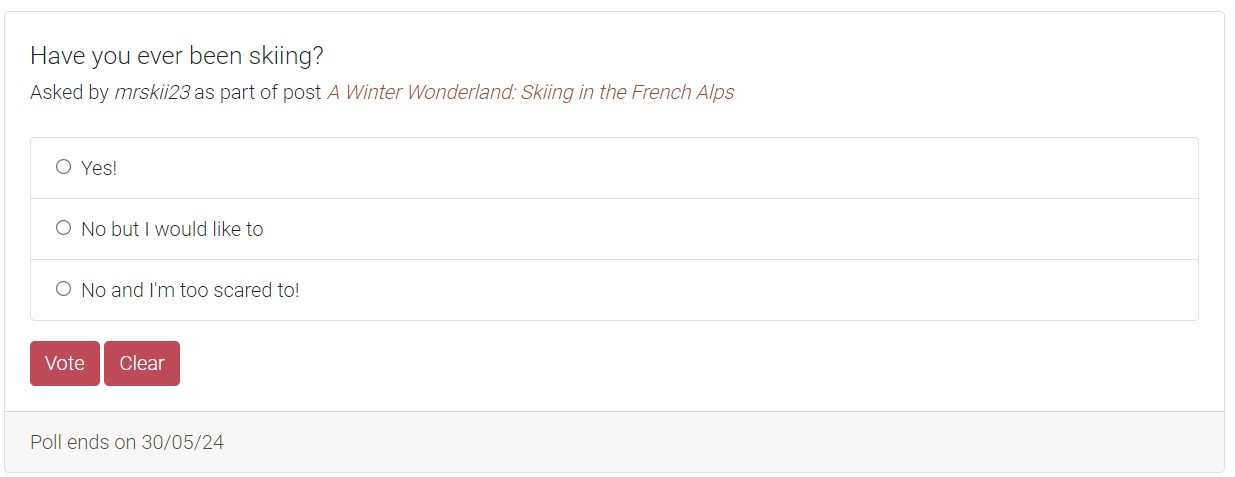 Have you ever been skiing?
Asked by mrskii23 as part of post A Winter Wonderland: Skiing in the French Alps
Yes!
No but I would like to
No and I'm too scared to!
Vote Clear
Poll ends on 30/05/24